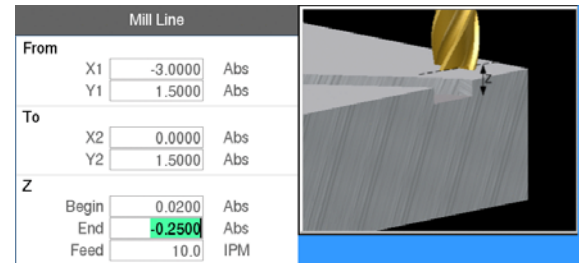 Mill Line
From
X1 -3.0000 Abs
Y1 1.5000 Abs
To
X2 0.0000 Abs
Y2 1.5000 Abs
Z
Begin 0.0200 Abs
End -0.2500 Abs
Feed 10.0 IPM
Z